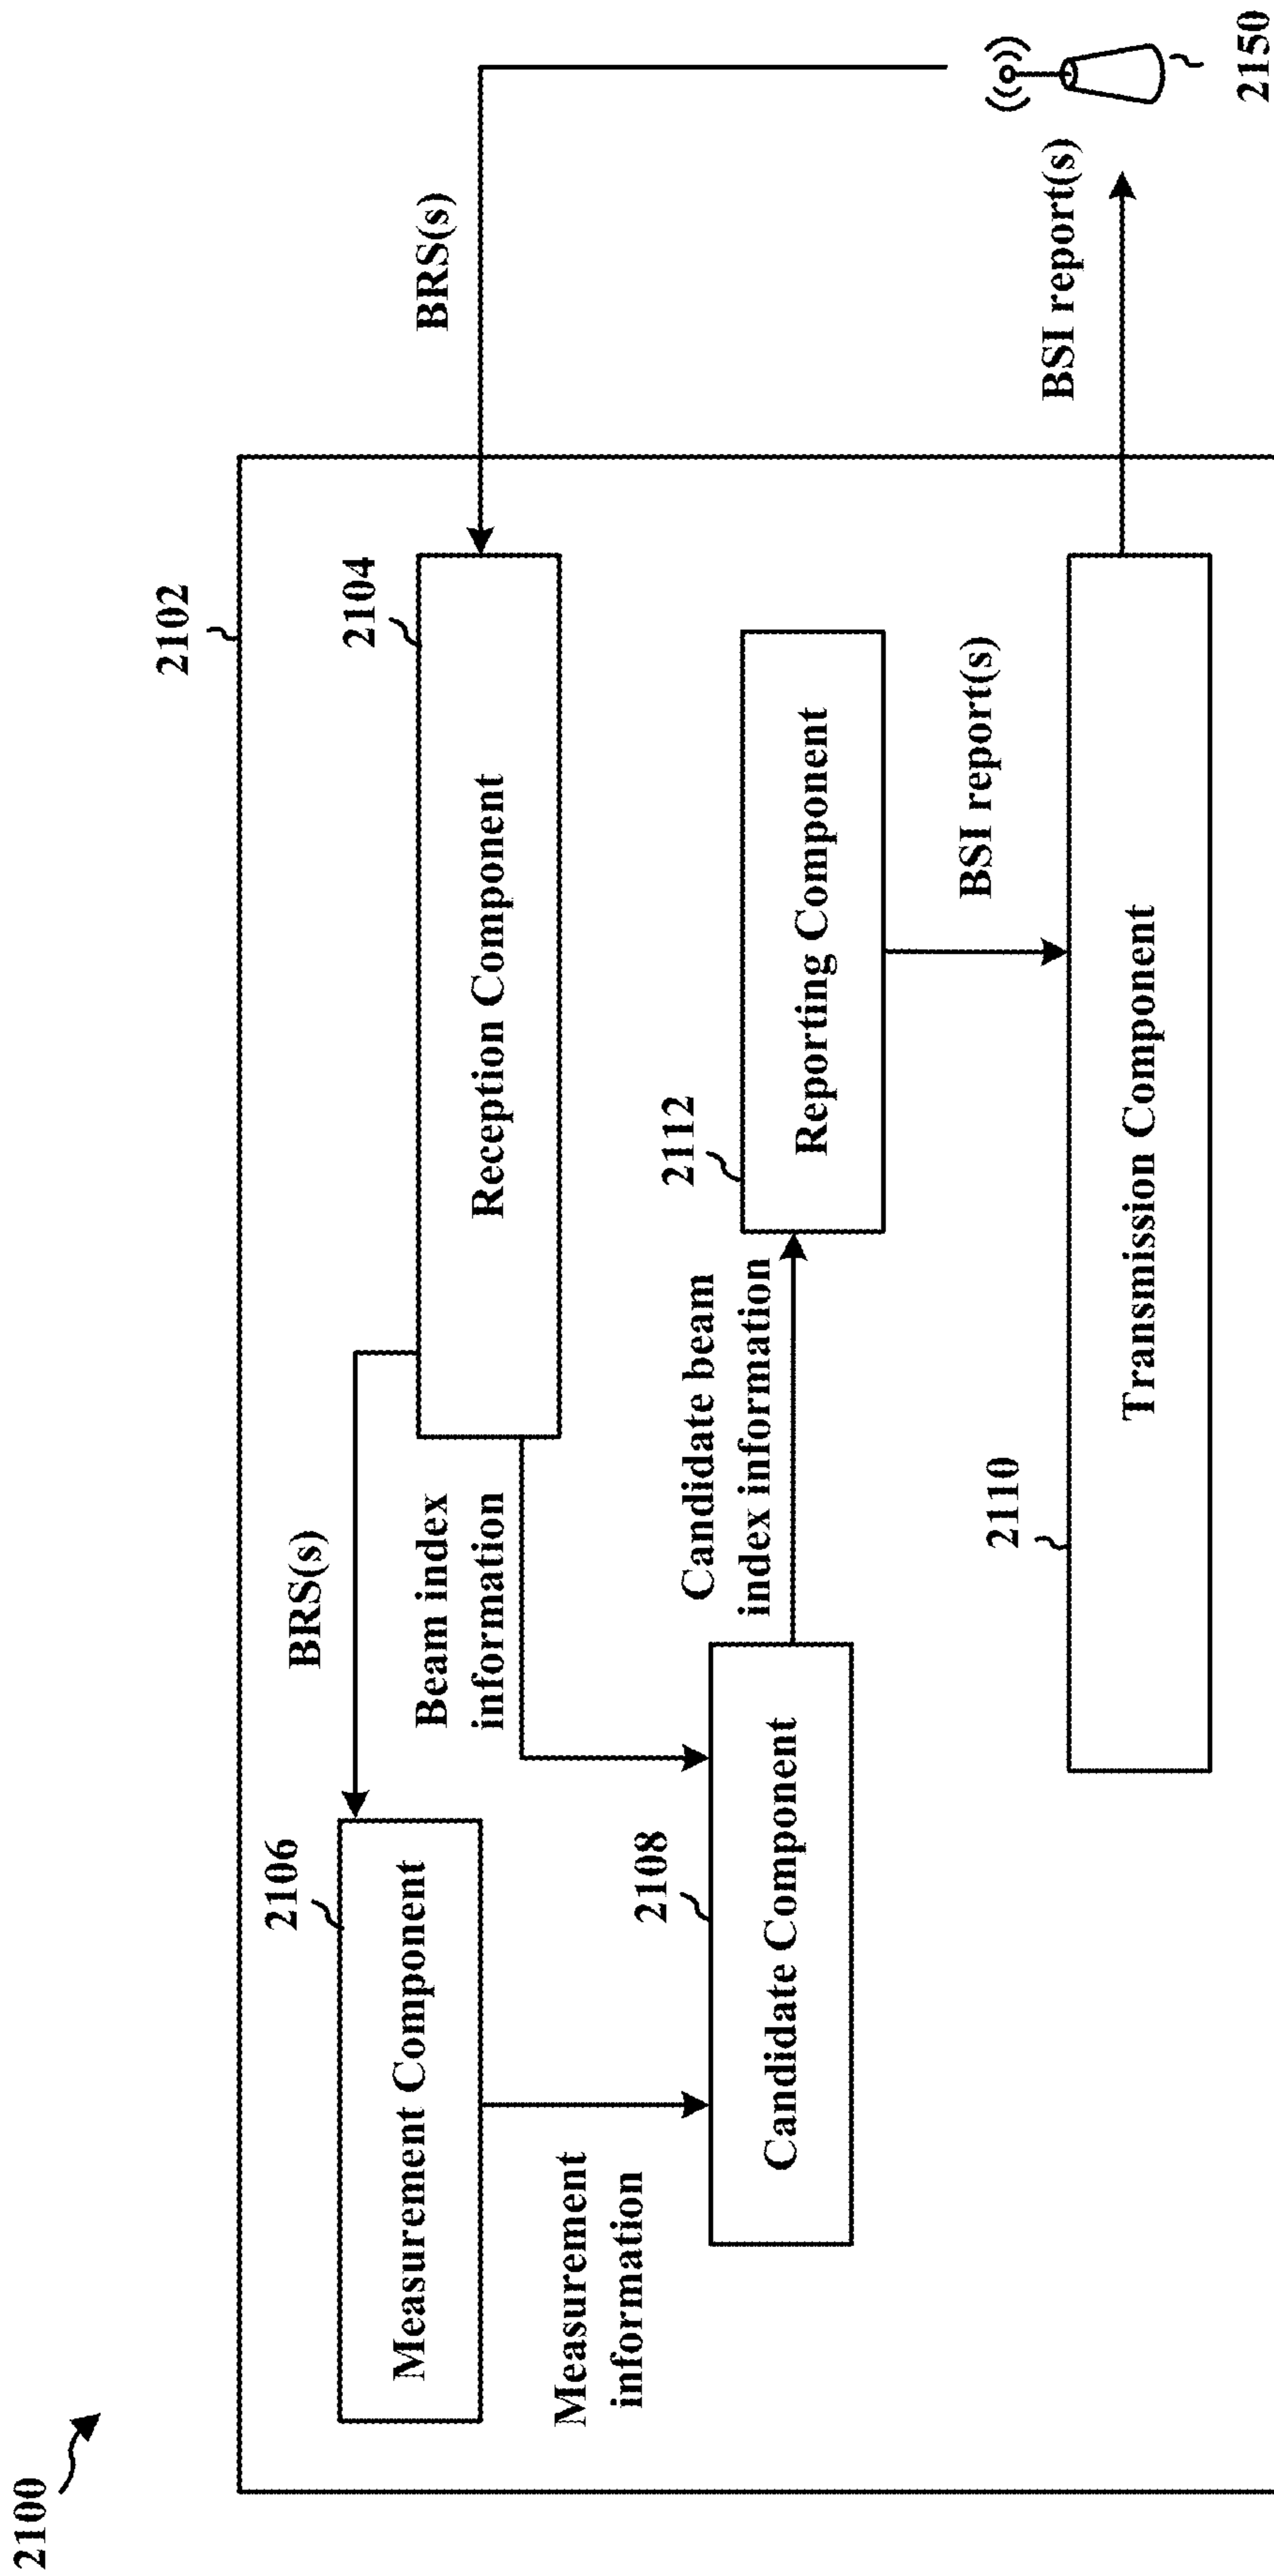 2100
2102
2106
Measurement Component
BRS(s)
2104
Reception Component
BRS(s)
Measurement
information
Beam index
information
2108
Candidate Component
Candidate beam
index information
2112
Reporting Component
BSI report(s)
2110
Transmission Component
BSI report(s)
2150